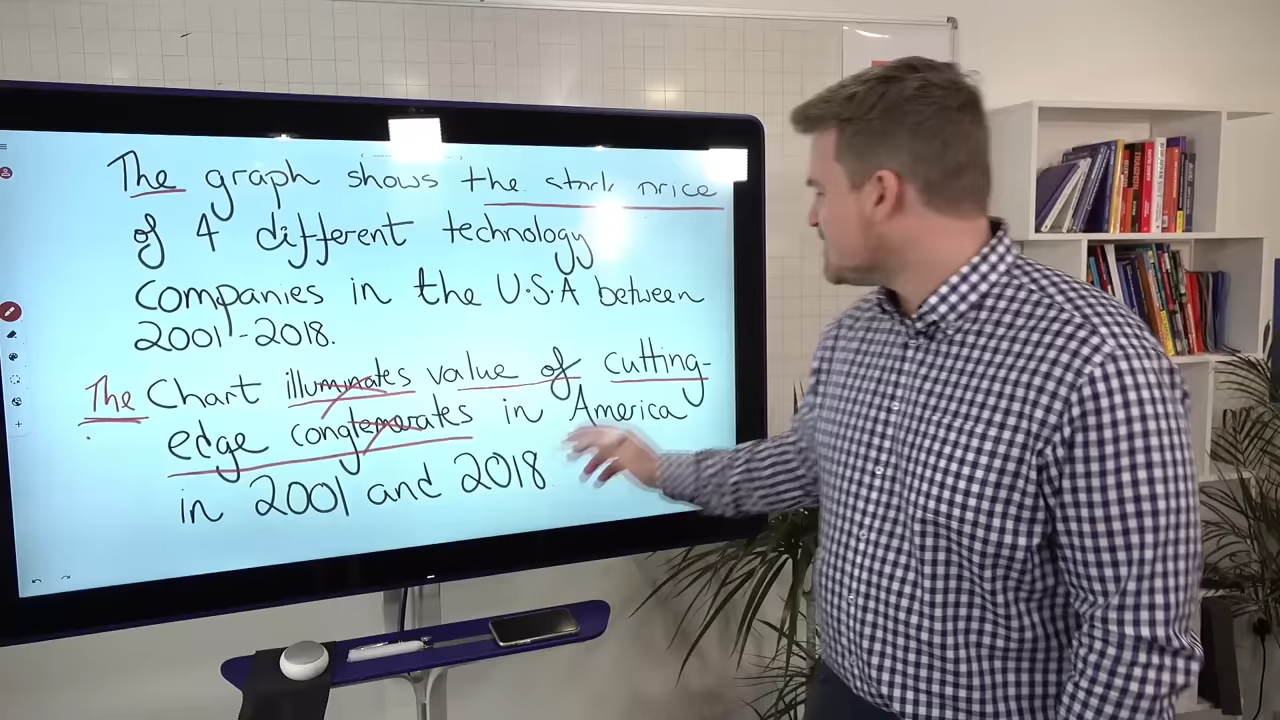 The graph shows the stock price
of 4 different technology
companies in the U.S.A between
2001-2018.
The Chart illuminates value of cutting-
edge conglomerates in America
in 2001 and 2018